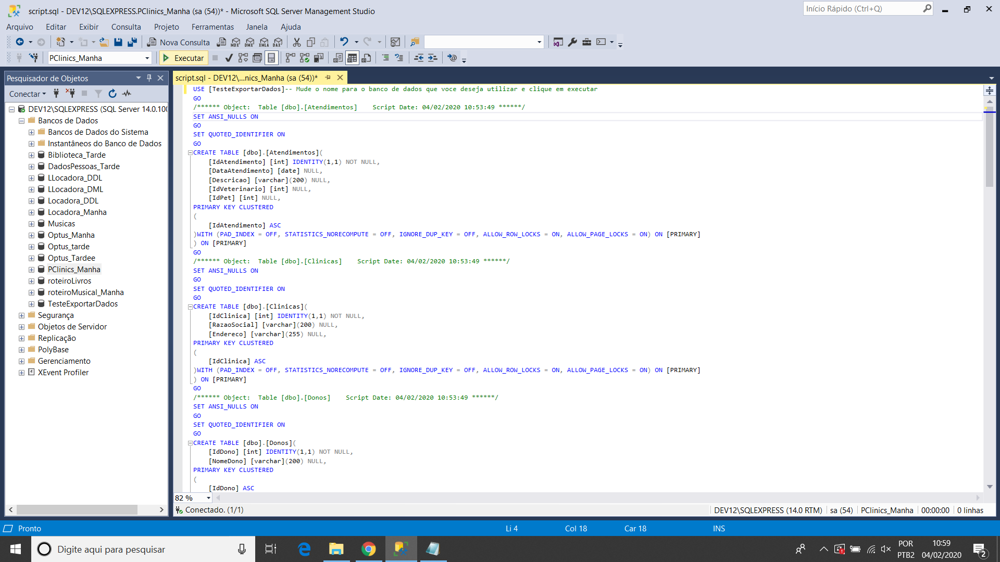 script.sql - DEV12\SQLEXPRESS.PClinics_Manha (sa (54))* - Microsoft SQL Server Management Studio
Início Rápido (Ctrl+Q)
Arquivo Editar Exibir Consulta Projeto Ferramentas Janela Ajuda
Nova Consulta MDX DMX XMLA DAX
PClinics_Manha Executar
Pesquisador de Objetos
script.sql - DEV12\...nics_Manha (sa (54))*
Conectar
DEV12\SQLEXPRESS (SQL Server 14.0.100
Bancos de Dados
Bancos de Dados do Sistema
Instantâneos do Banco de Dados
Biblioteca_Tarde
DadosPessoas_Tarde
LLocadora_DDL
LLocadora_DML
Locadora_DDL
Locadora_Manha
Musicas
Optus_Manha
Optus_tarde
Optus_Tardee
PClinics_Manha
roteiroLivros
roteiroMusical_Manha
TesteExportarDados
Segurança
Objetos de Servidor
Replicação
PolyBase
Gerenciamento
XEvent Profiler
USE [TesteExportarDados]-- Mude o nome para o banco de dados que voce deseja utilizar e clique em executar
GO
/****** Object:  Table [dbo].[Atendimentos]    Script Date: 04/02/2020 10:53:49 ******/
SET ANSI_NULLS ON
GO
SET QUOTED_IDENTIFIER ON
GO
CREATE TABLE [dbo].[Atendimentos](
[IdAtendimento] [int] IDENTITY(1,1) NOT NULL,
[DataAtendimento] [date] NULL,
[Descricao] [varchar](200) NULL,
[IdVeterinario] [int] NULL,
[IdPet] [int] NULL,
PRIMARY KEY CLUSTERED
(
[IdAtendimento] ASC
)WITH (PAD_INDEX = OFF, STATISTICS_NORECOMPUTE = OFF, IGNORE_DUP_KEY = OFF, ALLOW_ROW_LOCKS = ON, ALLOW_PAGE_LOCKS = ON) ON [PRIMARY]
) ON [PRIMARY]
GO
/****** Object:  Table [dbo].[Clinicas]    Script Date: 04/02/2020 10:53:49 ******/
SET ANSI_NULLS ON
GO
SET QUOTED_IDENTIFIER ON
GO
CREATE TABLE [dbo].[Clinicas](
[IdClinica] [int] IDENTITY(1,1) NOT NULL,
[RazaoSocial] [varchar](200) NULL,
[Endereco] [varchar](255) NULL,
PRIMARY KEY CLUSTERED
(
[IdClinica] ASC
)WITH (PAD_INDEX = OFF, STATISTICS_NORECOMPUTE = OFF, IGNORE_DUP_KEY = OFF, ALLOW_ROW_LOCKS = ON, ALLOW_PAGE_LOCKS = ON) ON [PRIMARY]
) ON [PRIMARY]
GO
/****** Object:  Table [dbo].[Donos]    Script Date: 04/02/2020 10:53:49 ******/
SET ANSI_NULLS ON
GO
SET QUOTED_IDENTIFIER ON
GO
CREATE TABLE [dbo].[Donos](
[IdDono] [int] IDENTITY(1,1) NOT NULL,
[NomeDono] [varchar](200) NULL,
PRIMARY KEY CLUSTERED
(
[IdDono] ASC
82 %
Conectado. (1/1) DEV12\SQLEXPRESS (14.0 RTM) sa (54) PClinics_Manha 00:00:00 0 linhas
Pronto Li 4 Col 18 Car 18 INS
Digite aqui para pesquisar
POR
PTB2
10:59
04/02/2020
2